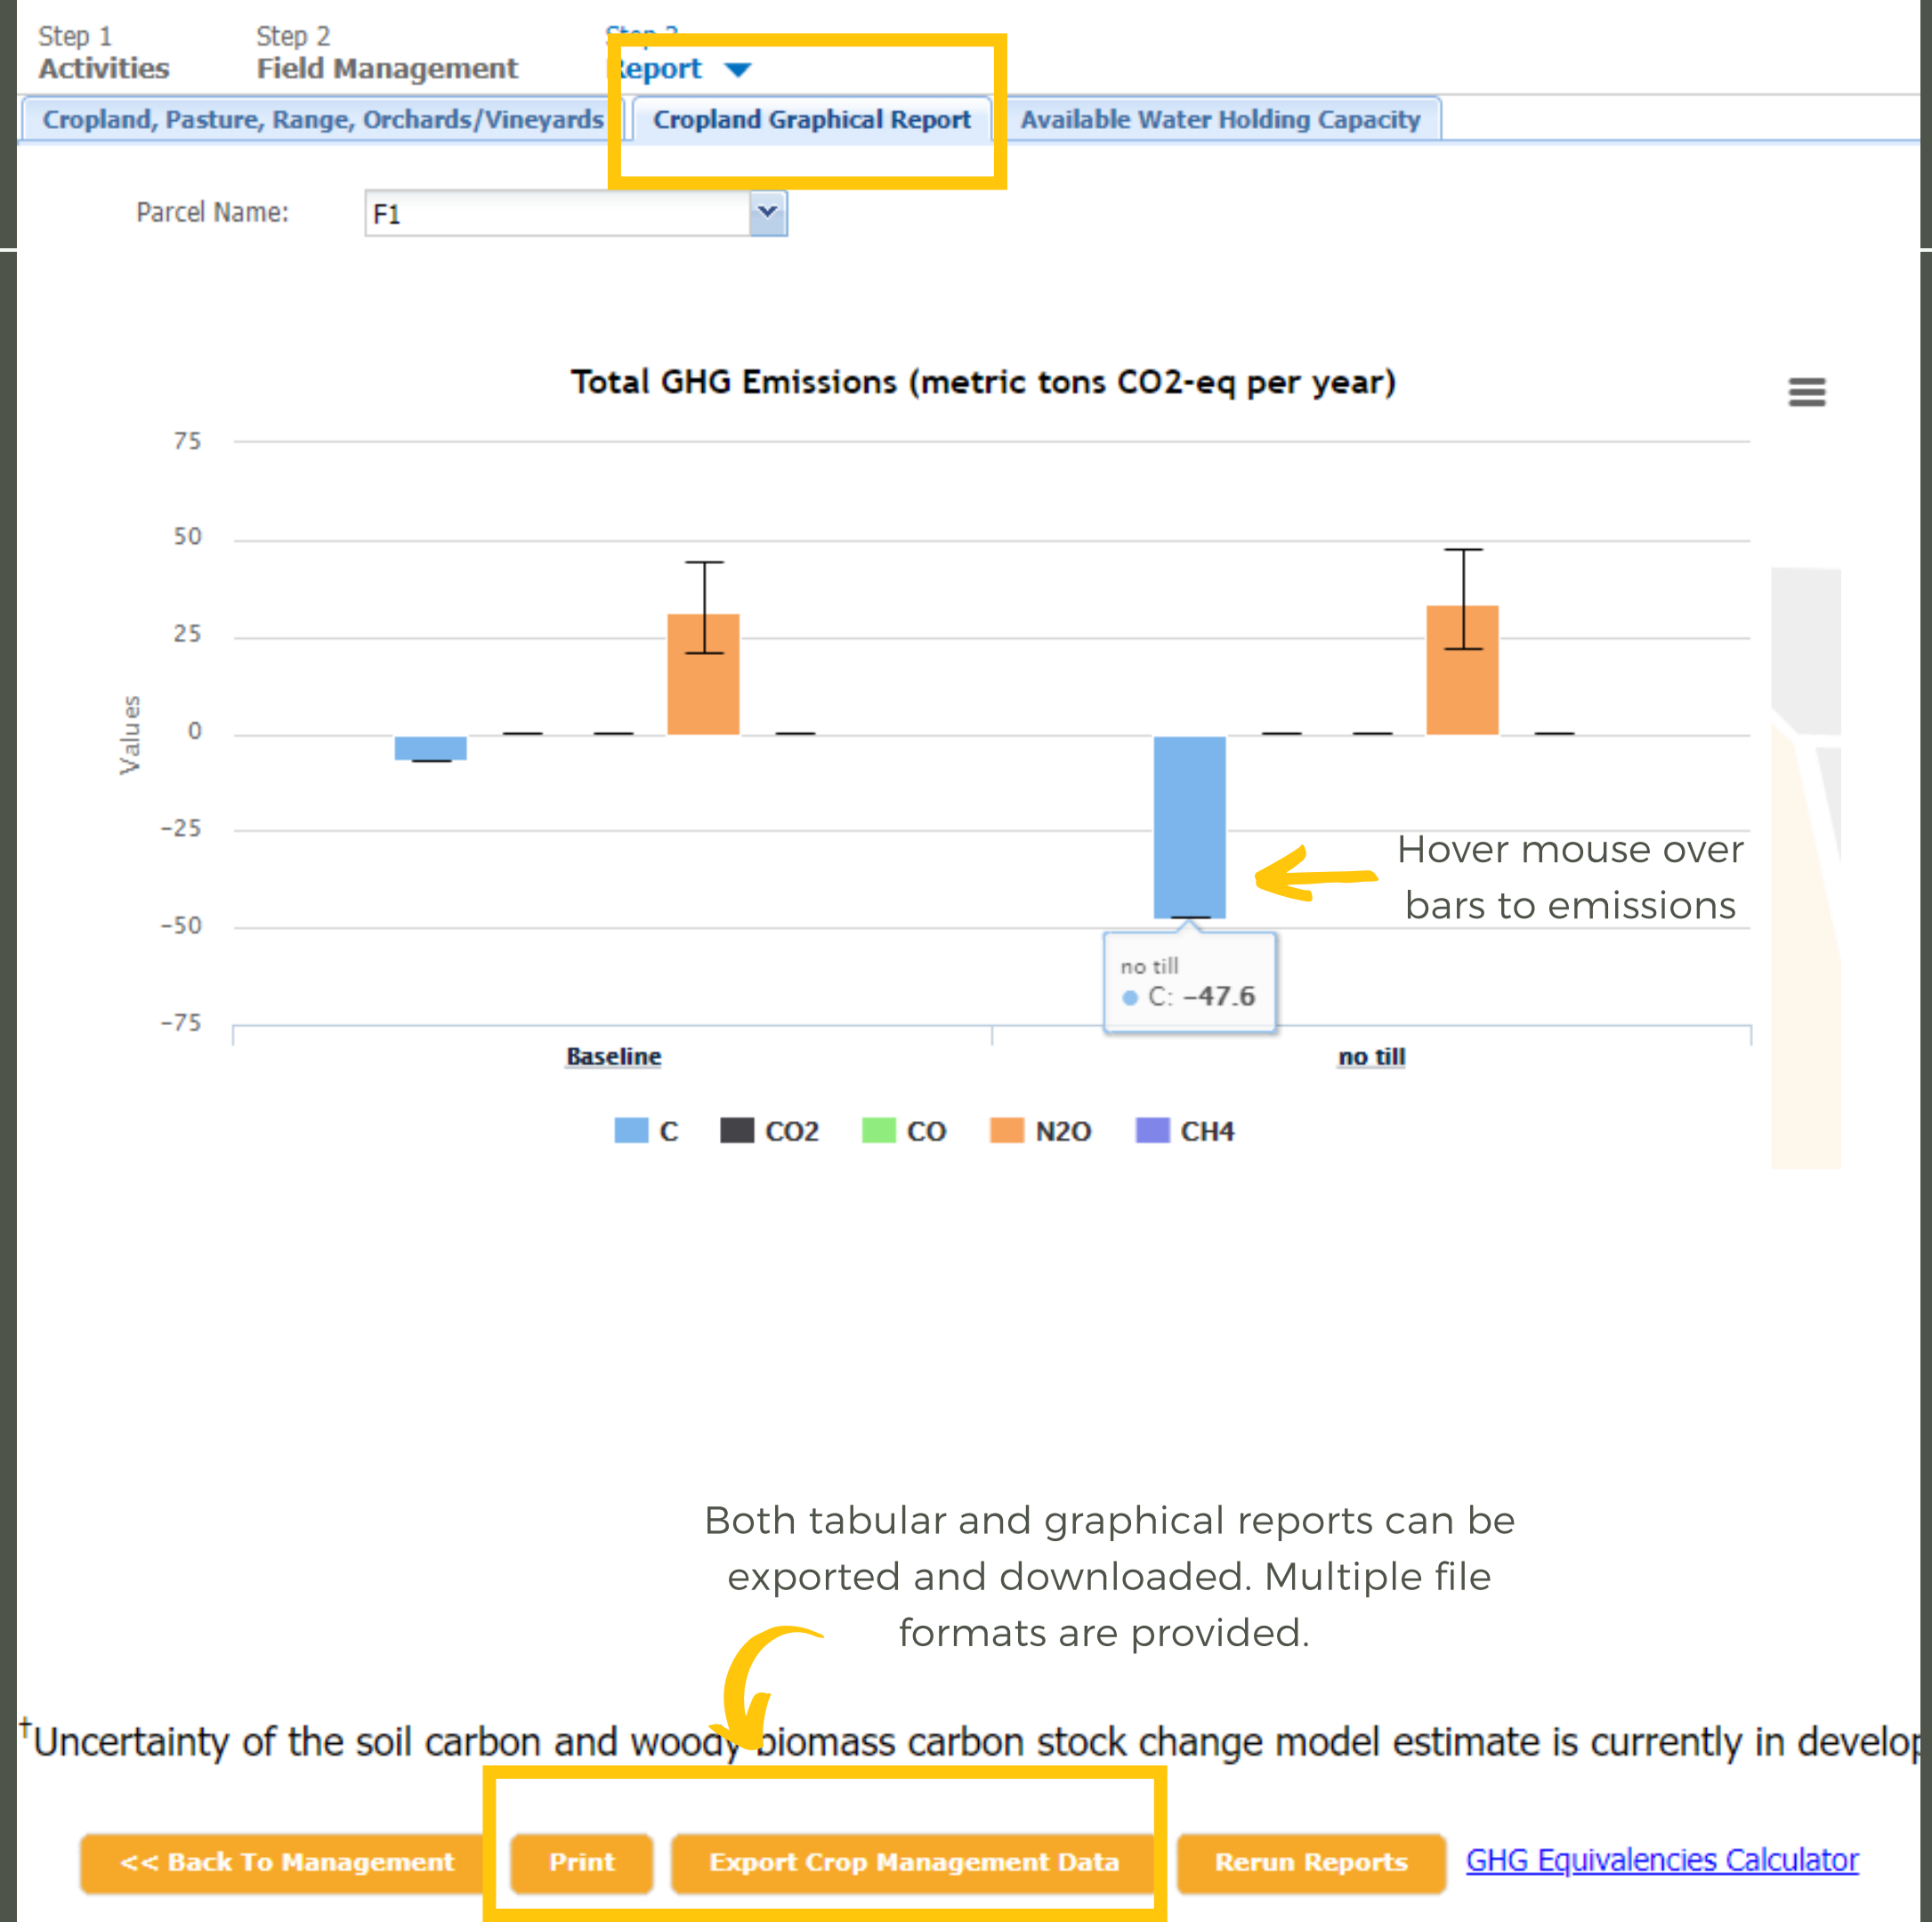 Step 1
Activities
Step 2
Field Management
Step 3
Report
Cropland, Pasture, Range, Orchards/Vineyards
Cropland Graphical Report
Available Water Holding Capacity
Parcel Name:
F1
Total GHG Emissions (metric tons CO2-eq per year)
75
50
25
0
−25
−50
−75
Values
Hover mouse over
bars to emissions
no till
C: −47.6
Baseline
no till
C
CO2
CO
N2O
CH4
Both tabular and graphical reports can be
exported and downloaded. Multiple file
formats are provided.
†Uncertainty of the soil carbon and woody biomass carbon stock change model estimate is currently in develop
<< Back To Management
Print
Export Crop Management Data
Rerun Reports
GHG Equivalencies Calculator